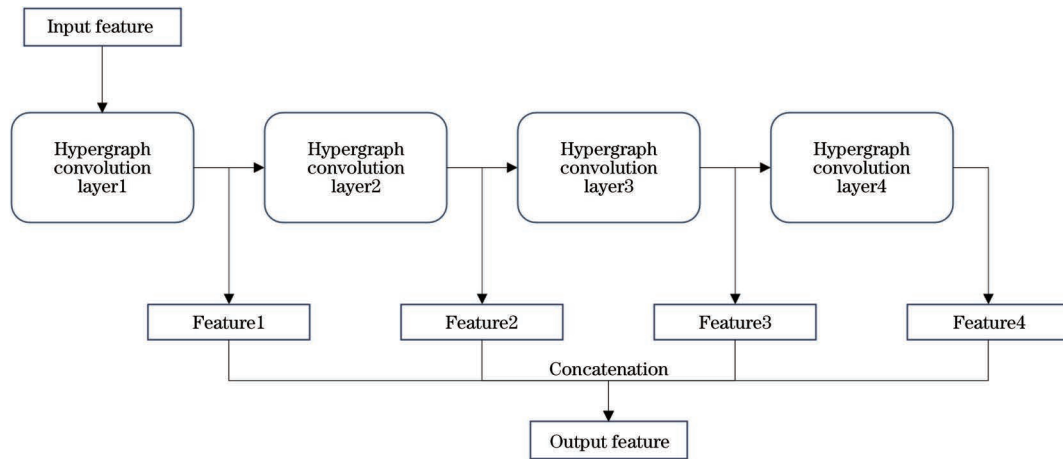 Input feature
Hypergraph
convolution
layer1
Hypergraph
convolution
layer2
Hypergraph
convolution
layer3
Hypergraph
convolution
layer4
Feature1
Feature2
Feature3
Feature4
Concatenation
Output feature